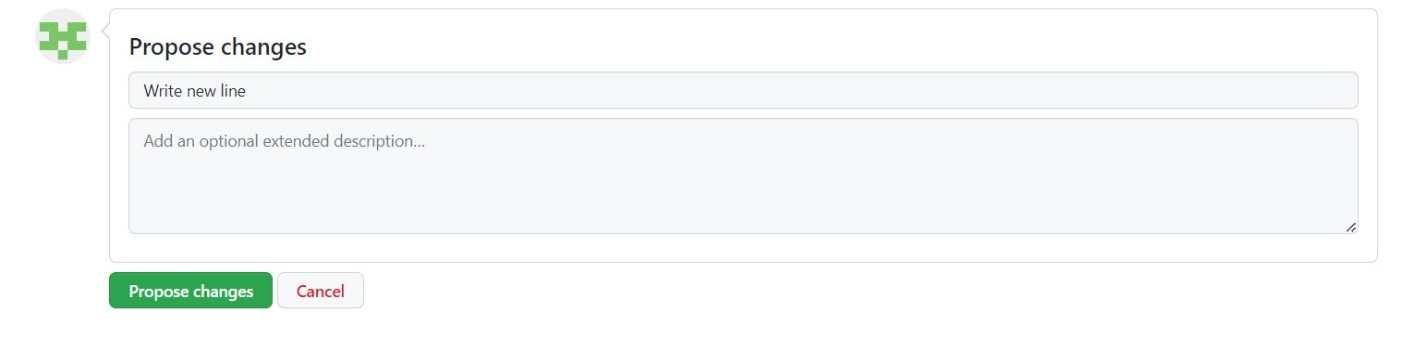 Propose changes
Write new line
Add an optional extended description...
Propose changes
Cancel